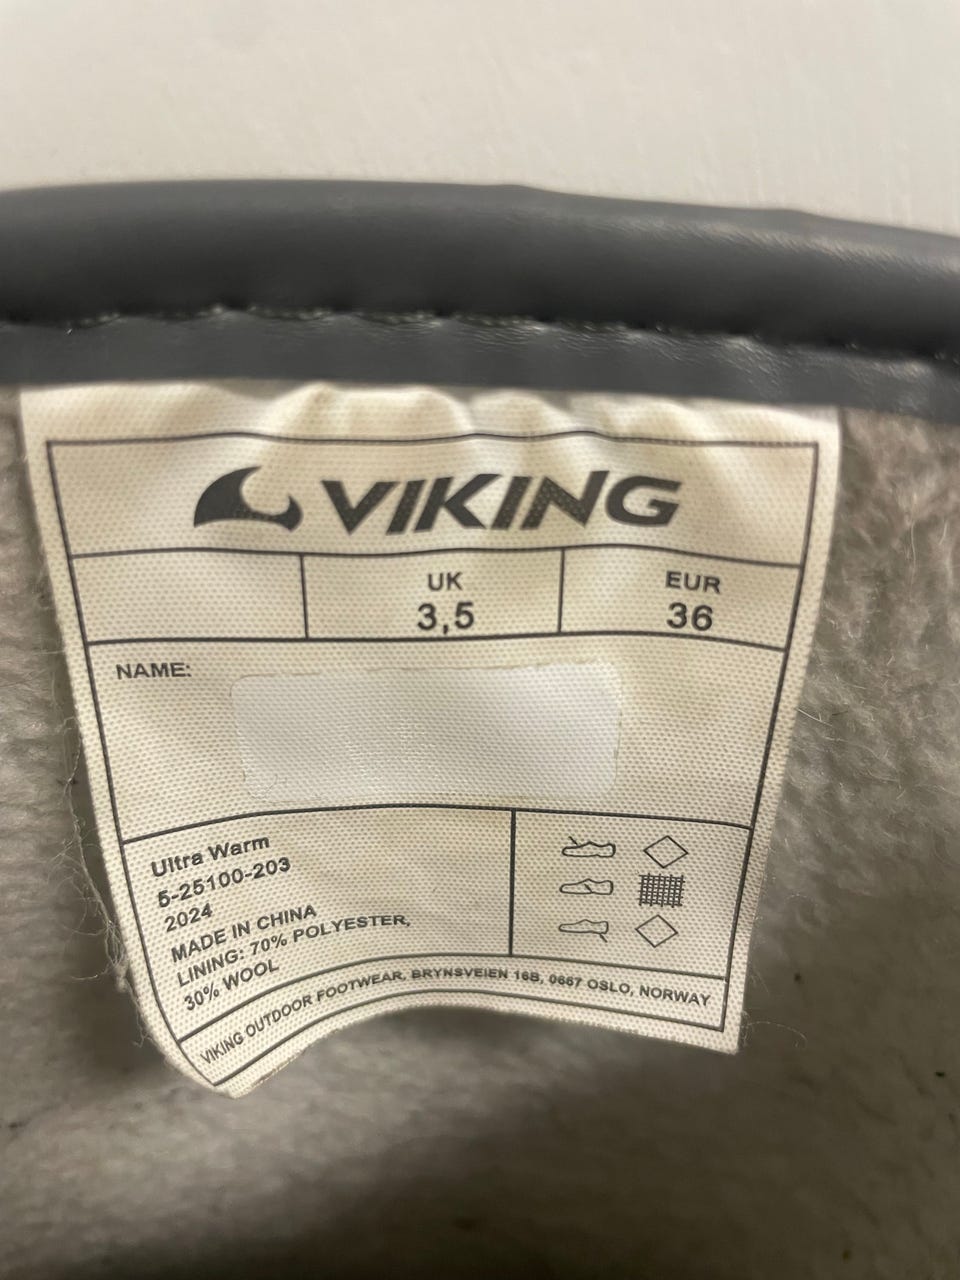 VIKING
UK EUR
3,5 36
NAME:
Ultra Warm
5-25100-203
2024
MADE IN CHINA
LINING: 70% POLYESTER,
30% WOOL
VIKING OUTDOOR FOOTWEAR, BRYNSVEIEN 16B, 0667 OSLO, NORWAY